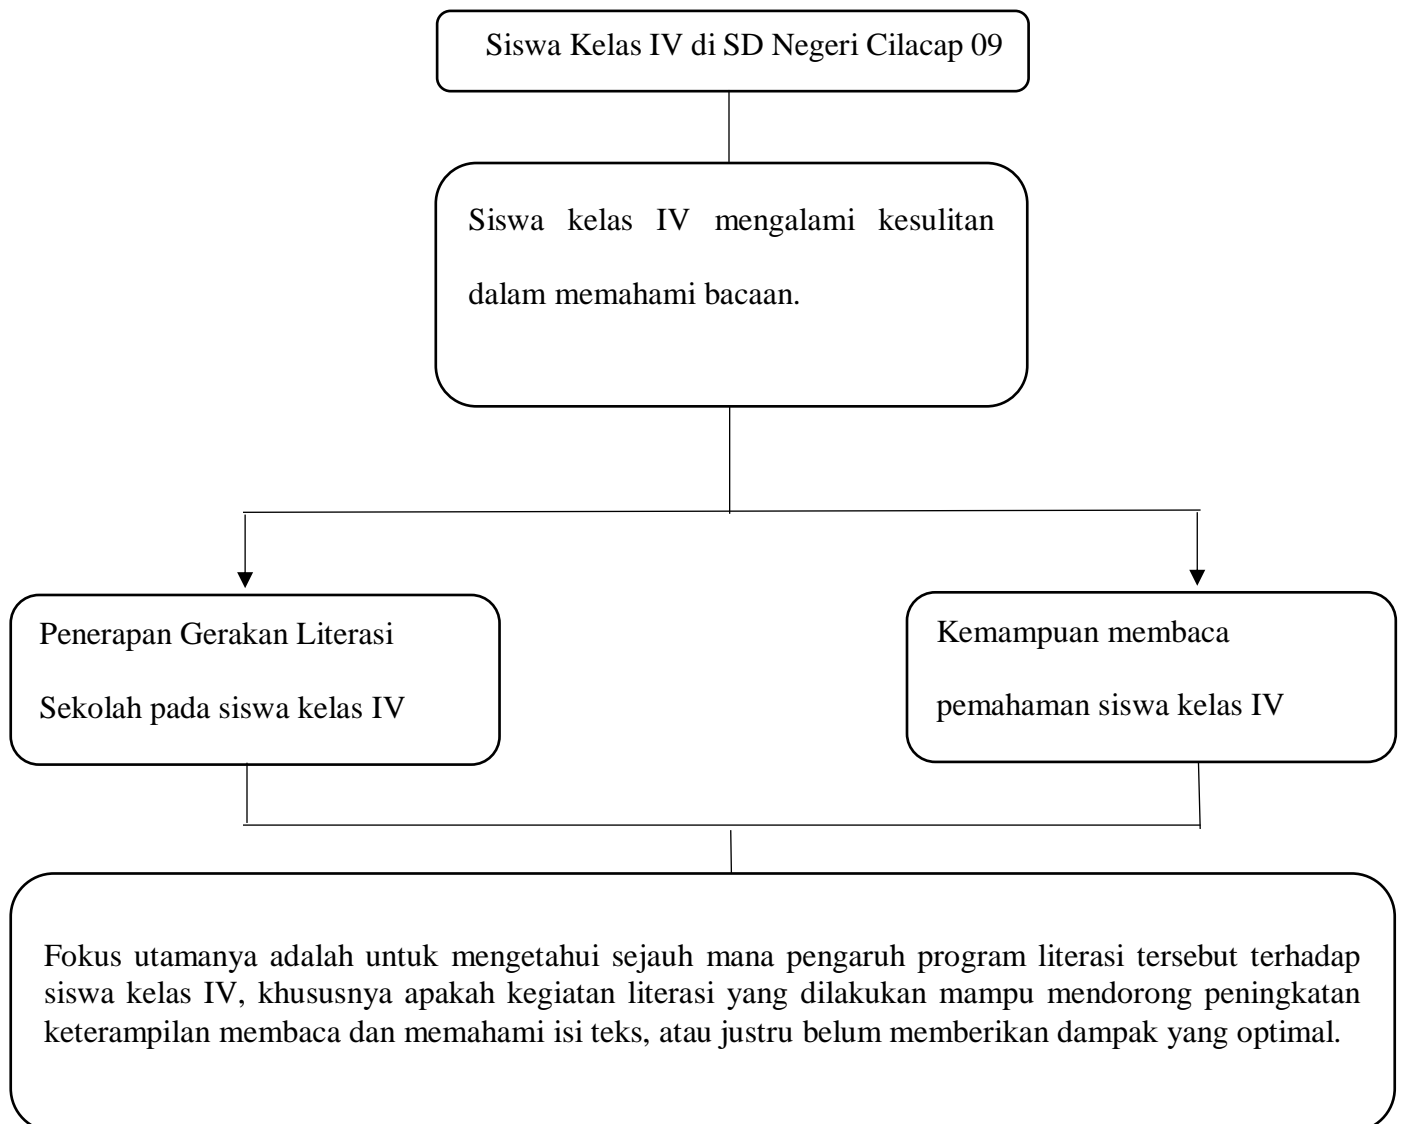 Siswa Kelas IV di SD Negeri Cilacap 09
Siswa kelas IV mengalami kesulitan
dalam memahami bacaan.
Penerapan Gerakan Literasi
Sekolah pada siswa kelas IV
Kemampuan membaca
pemahaman siswa kelas IV
Fokus utamanya adalah untuk mengetahui sejauh mana pengaruh program literasi tersebut terhadap
siswa kelas IV, khususnya apakah kegiatan literasi yang dilakukan mampu mendorong peningkatan
keterampilan membaca dan memahami isi teks, atau justru belum memberikan dampak yang optimal.